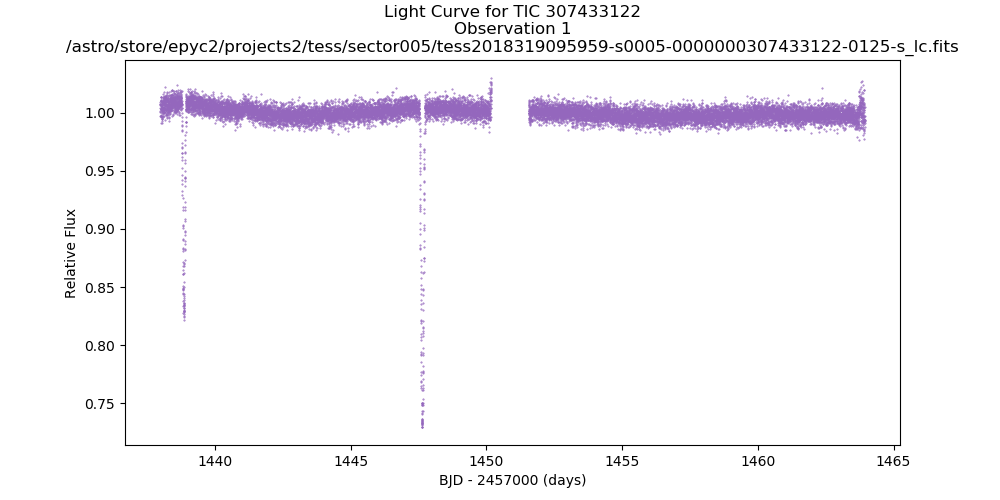 Light Curve for TIC 307433122
Observation 1
/astro/store/epyc2/projects2/tess/sector005/tess2018319095959-s0005-0000000307433122-0125-s_lc.fits
1.00
0.95
0.90
0.85
0.80
0.75
Relative Flux
1440
1445
1450
1455
1460
1465
BJD - 2457000 (days)